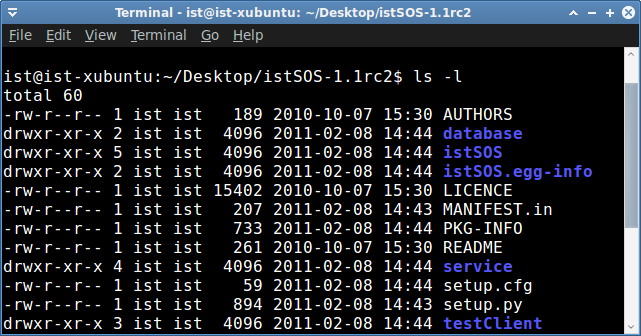 Terminal - ist@ist-xubuntu: ~/Desktop/istSOS-1.1rc2
File Edit View Terminal Go Help
ist@ist-xubuntu:~/Desktop/istSOS-1.1rc2$ ls -l
total 60
-rw-r--r-- 1 ist ist   189 2010-10-07 15:30 AUTHORS
drwxr-xr-x 2 ist ist  4096 2011-02-08 14:44 database
drwxr-xr-x 5 ist ist  4096 2011-02-08 14:44 istSOS
drwxr-xr-x 2 ist ist  4096 2011-02-08 14:44 istSOS.egg-info
-rw-r--r-- 1 ist ist 15402 2010-10-07 15:30 LICENCE
-rw-r--r-- 1 ist ist   207 2011-02-08 14:43 MANIFEST.in
-rw-r--r-- 1 ist ist   733 2011-02-08 14:44 PKG-INFO
-rw-r--r-- 1 ist ist   261 2010-10-07 15:30 README
drwxr-xr-x 4 ist ist  4096 2011-02-08 14:44 service
-rw-r--r-- 1 ist ist    59 2011-02-08 14:44 setup.cfg
-rw-r--r-- 1 ist ist   894 2011-02-08 14:43 setup.py
drwxr-xr-x 3 ist ist  4096 2011-02-08 14:44 testClient